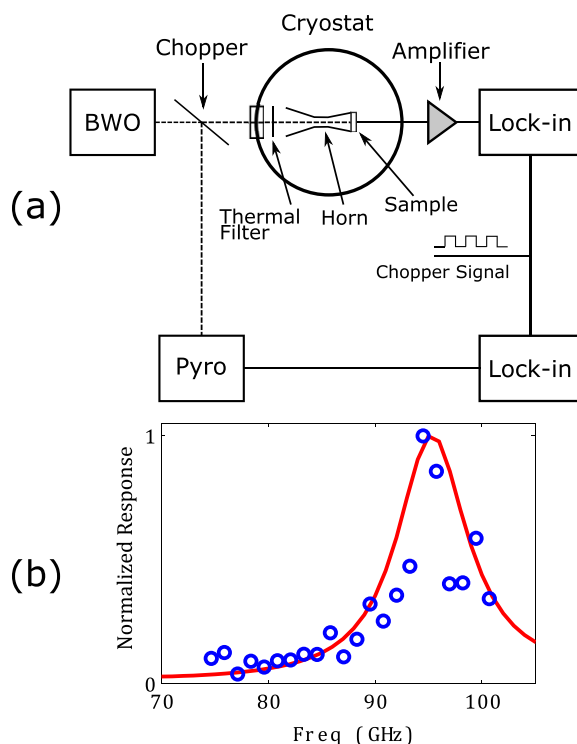 Cryostat
Chopper
Amplifier
BWO
Lock-in
(a)
Thermal
Filter
Horn
Sample
Chopper Signal
Pyro
Lock-in
(b)
Normalized Response
1
0
70
80
90
100
Freq (GHz)